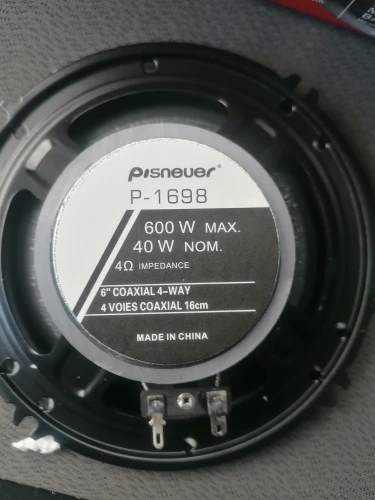 PISNEUER
P-1698
600 W MAX.
40 W NOM.
4Ω IMPEDANCE
6" COAXIAL 4-WAY
4 VOIES COAXIAL 16cm
MADE IN CHINA